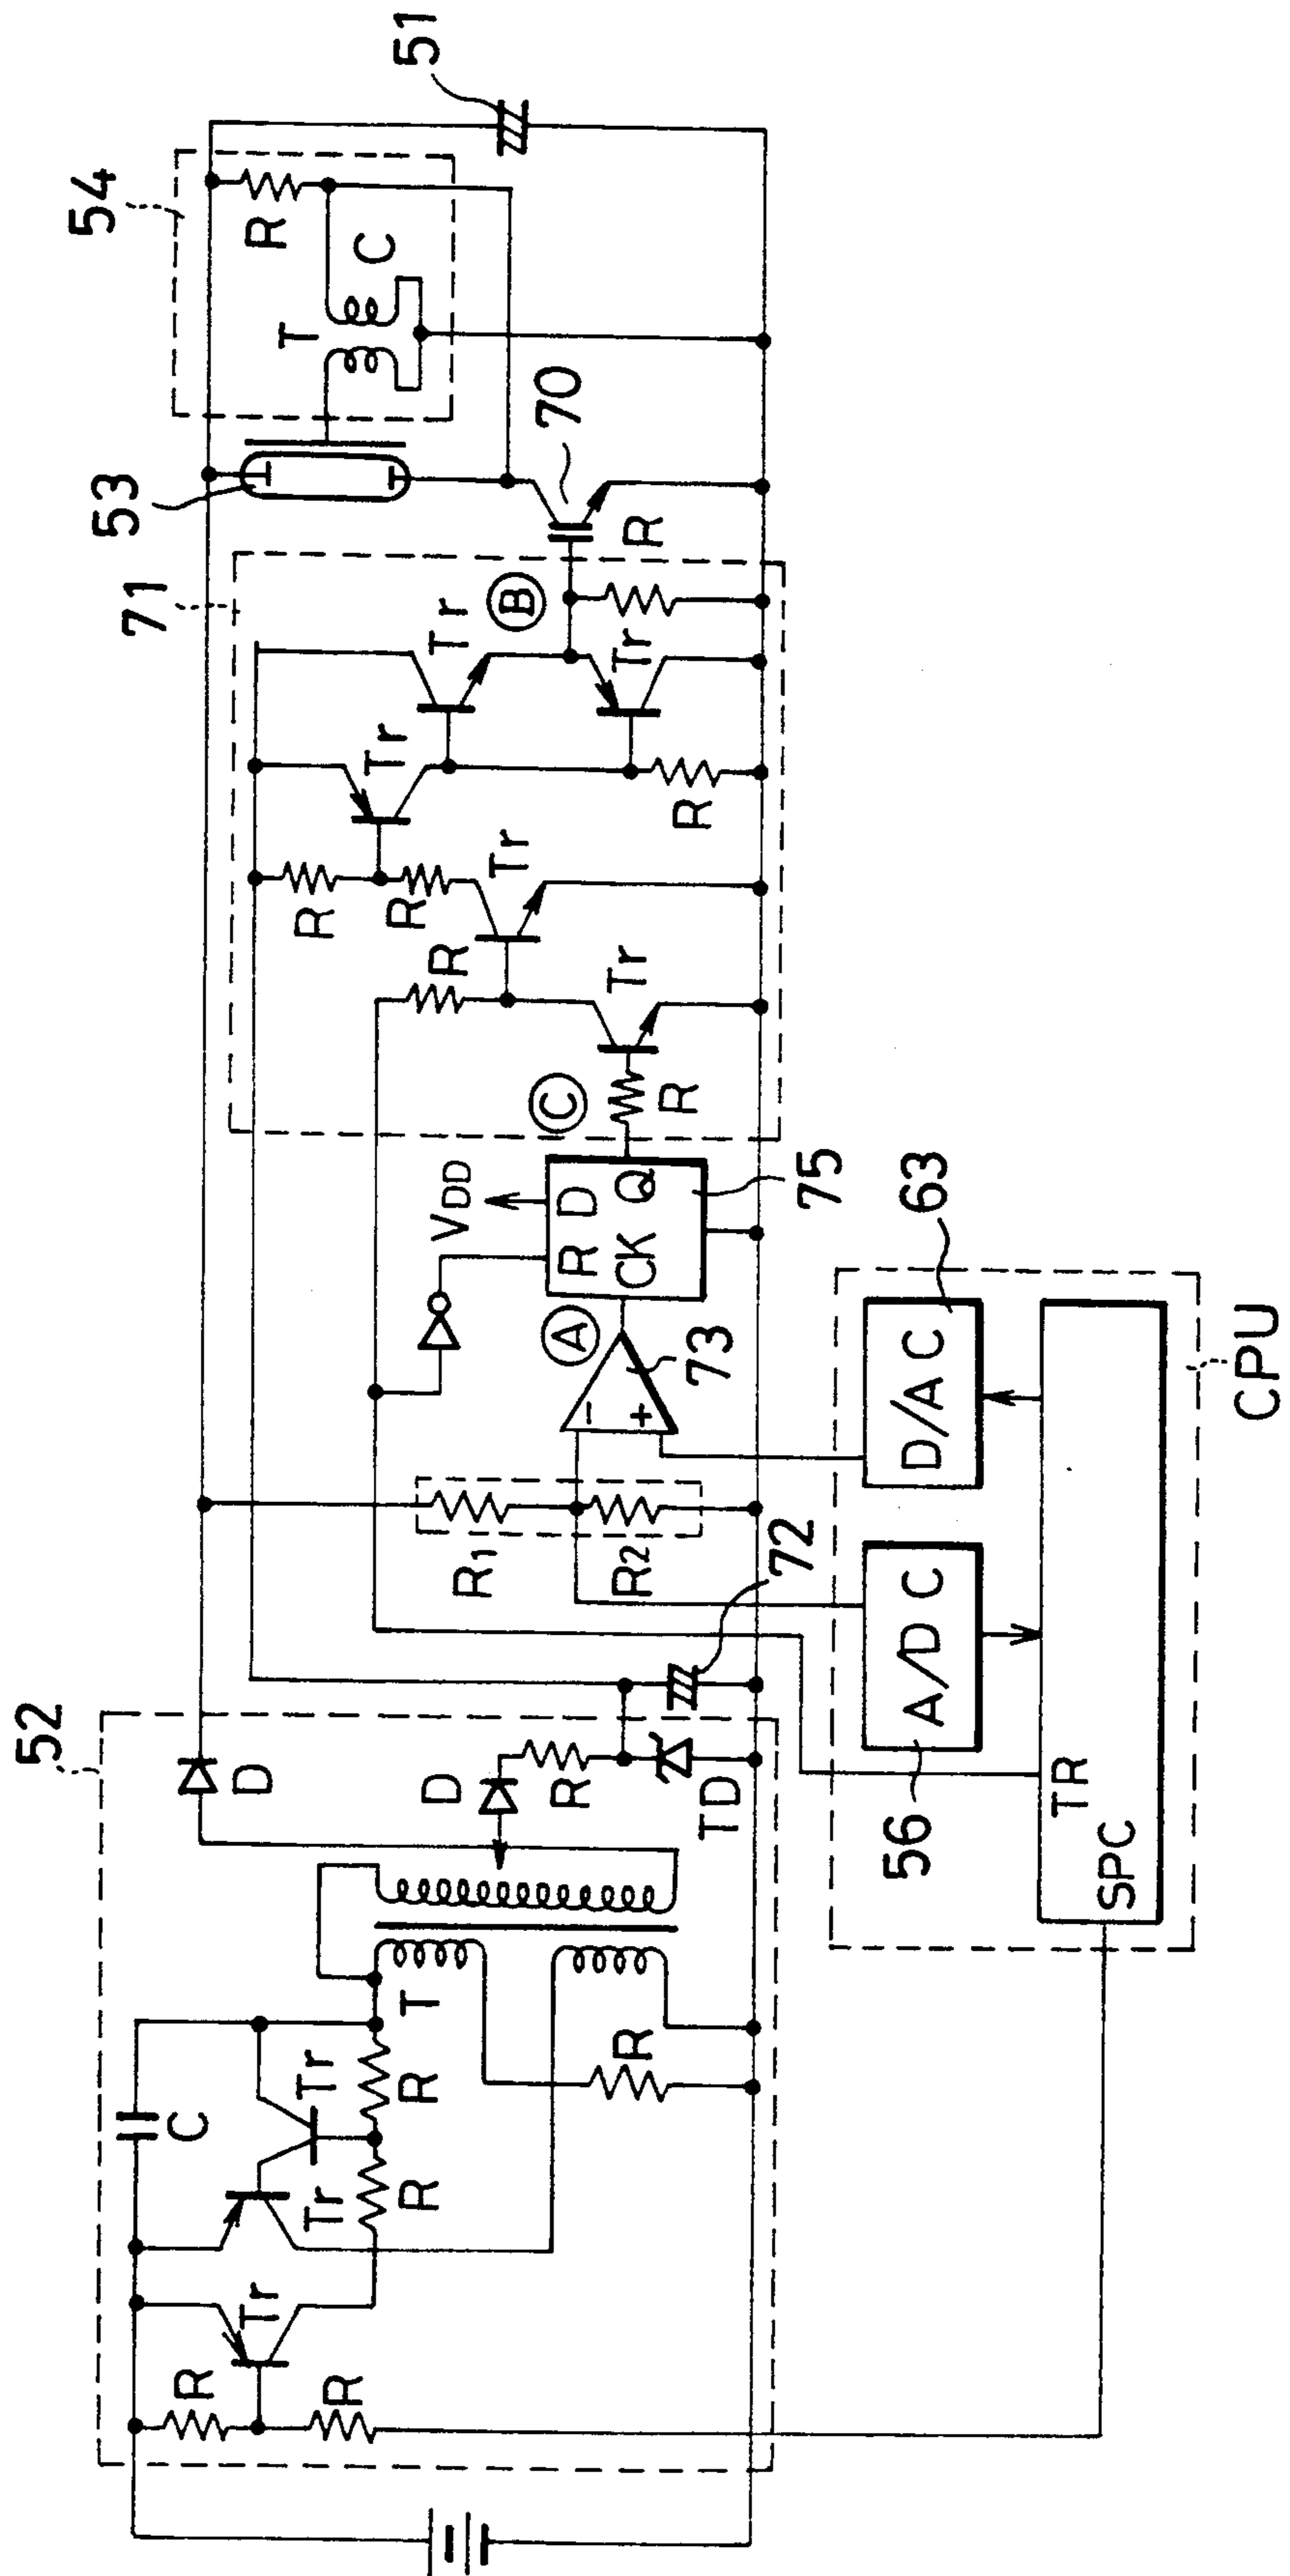 52
R
R
Tr
Tr
Tr
C
R
R
T
R
D
D
R
TD
72
R1
R2
56
A/D C
63
D/A C
TR
SPC
CPU
−
+
73
Ⓐ
VDD
R D
CK Q
75
71
Ⓒ
R
Tr
R
Tr
R
R
Tr
R
Tr
Tr
Ⓑ
R
70
53
54
T
C
R
51